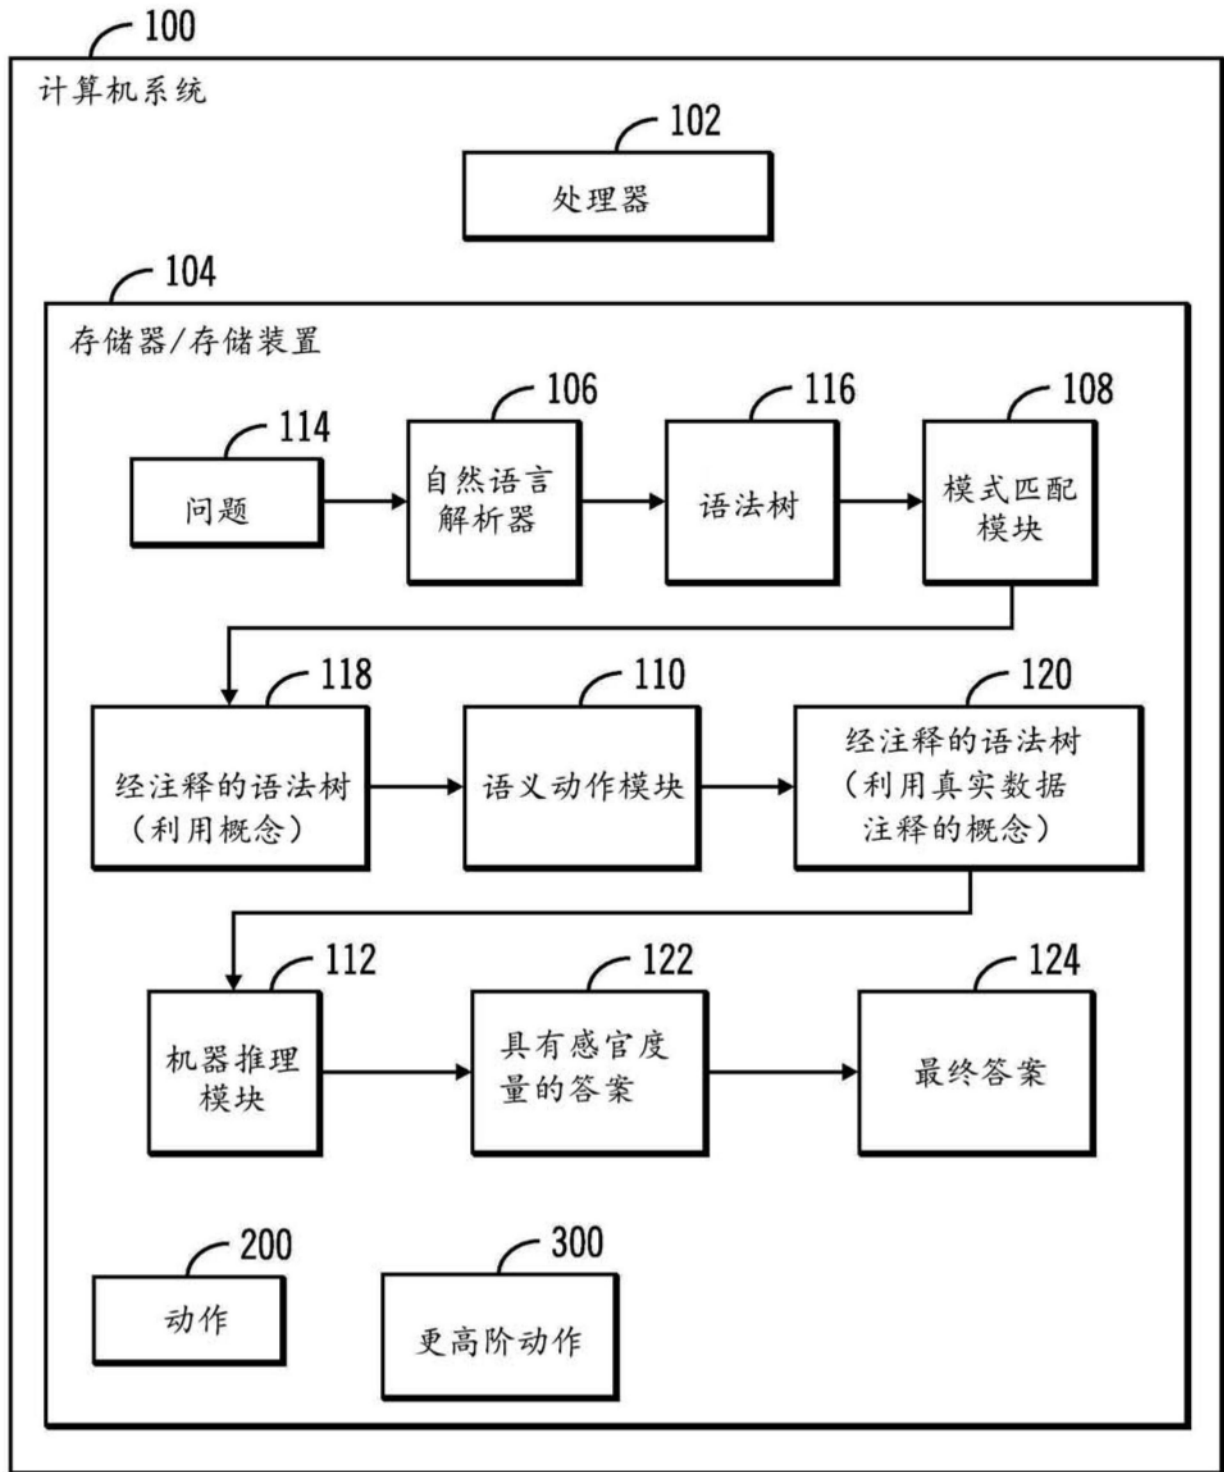 100
计算机系统
102
处理器
104
存储器/存储装置
114
问题
106
自然语言
解析器
116
语法树
108
模式匹配
模块
118
经注释的语法树
（利用概念）
110
语义动作模块
120
经注释的语法树
（利用真实数据
注释的概念）
112
机器推理
模块
122
具有感官度
量的答案
124
最终答案
200
动作
300
更高阶动作